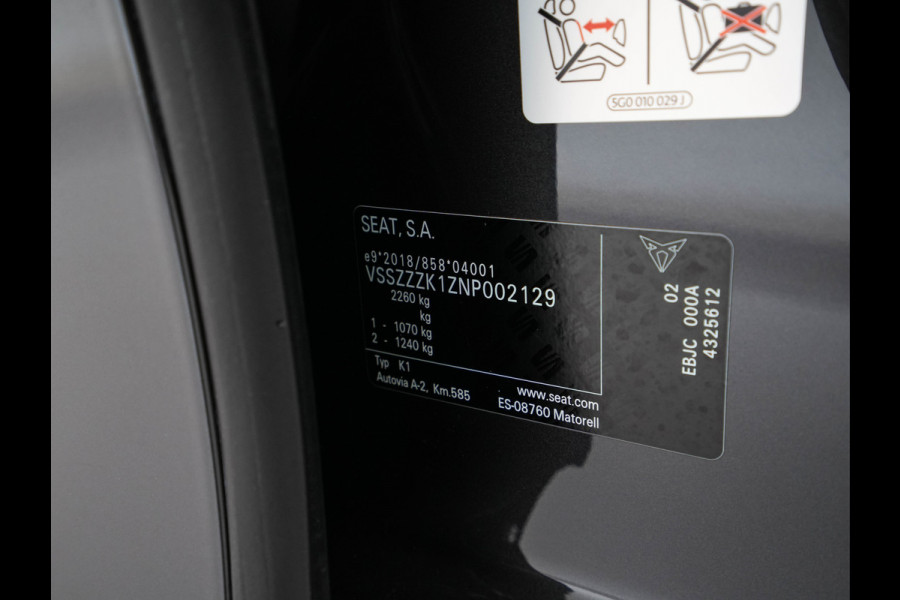 5G0 010 029 J
SEAT, S.A.
e9*2018/858*04001
VSSZZZK1ZNP002129
2260 kg
kg
1 - 1070 kg
2 - 1240 kg
Typ K1
Autovia A-2, Km.585
www.seat.com
ES-08760 Matorell
02
EBJC 000A
4325612